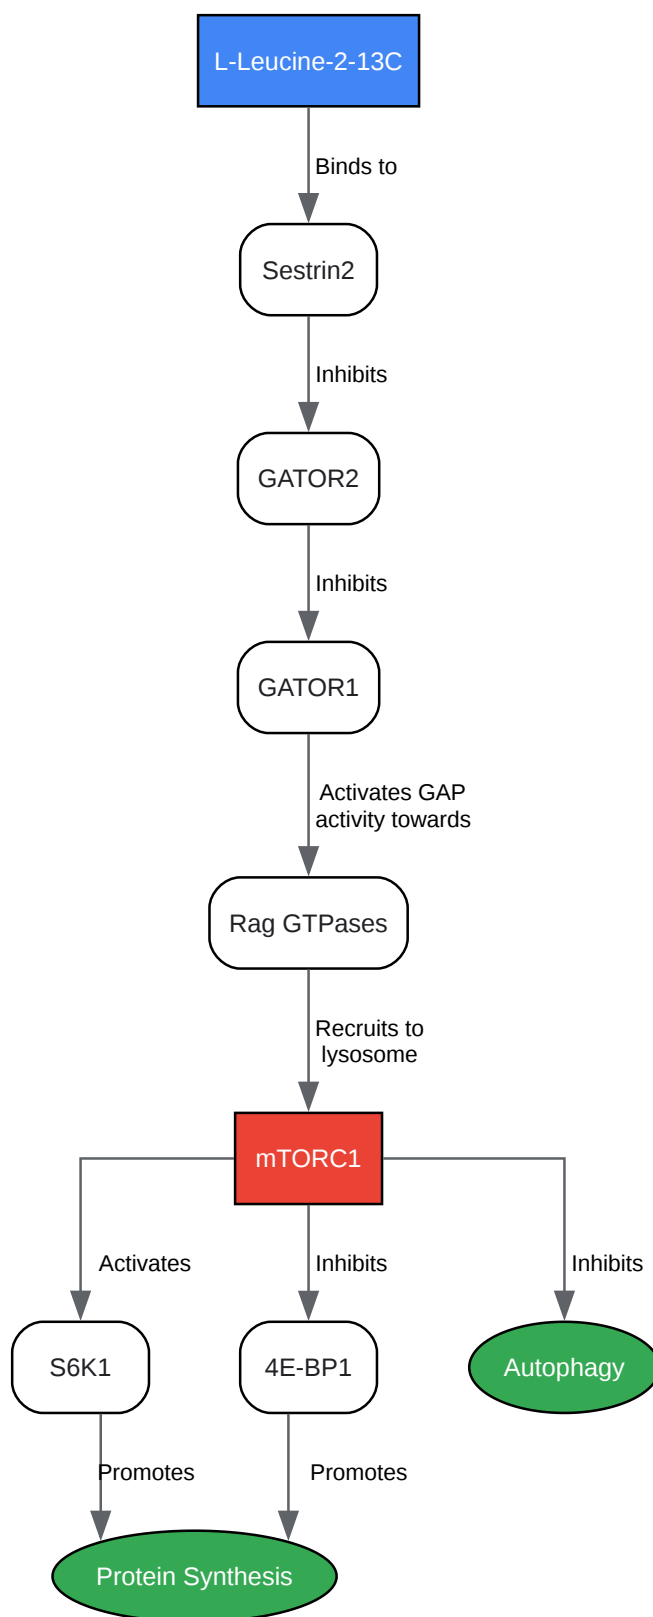 L-Leucine-2-13C
Binds to
Sestrin2
Inhibits
GATOR2
Inhibits
GATOR1
Activates GAP
activity towards
Rag GTPases
Recruits to
lysosome
mTORC1
Activates
Inhibits
Inhibits
S6K1
4E-BP1
Autophagy
Promotes
Promotes
Protein Synthesis